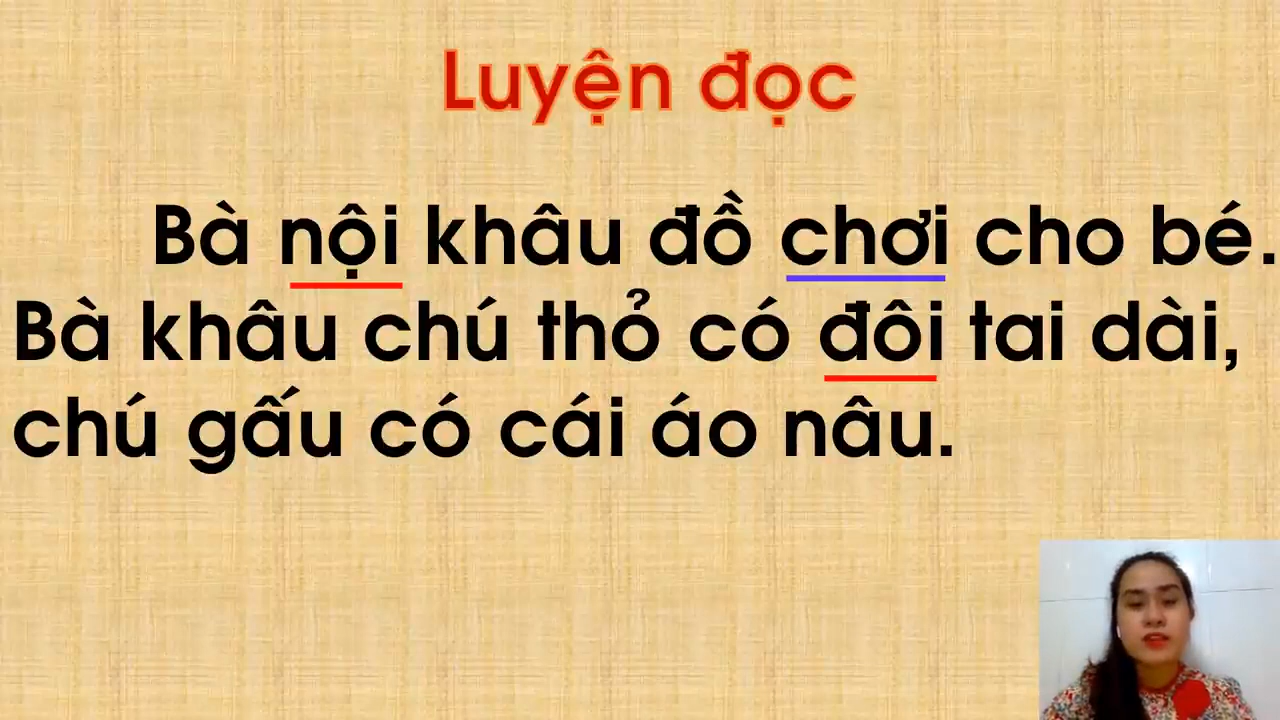 Luyện đọc
Bà nội khâu đồ chơi cho bé.
Bà khâu chú thỏ có đôi tai dài,
chú gấu có cái áo nâu.